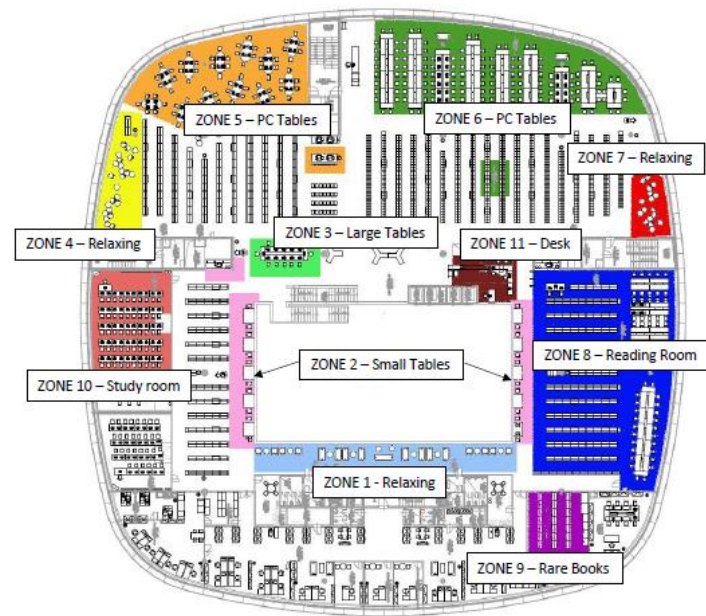 ZONE 5 – PC Tables
ZONE 6 – PC Tables
ZONE 7 – Relaxing
ZONE 4 – Relaxing
ZONE 3 – Large Tables
ZONE 11 – Desk
ZONE 2 – Small Tables
ZONE 8 – Reading Room
ZONE 10 – Study room
ZONE 1 - Relaxing
ZONE 9 – Rare Books